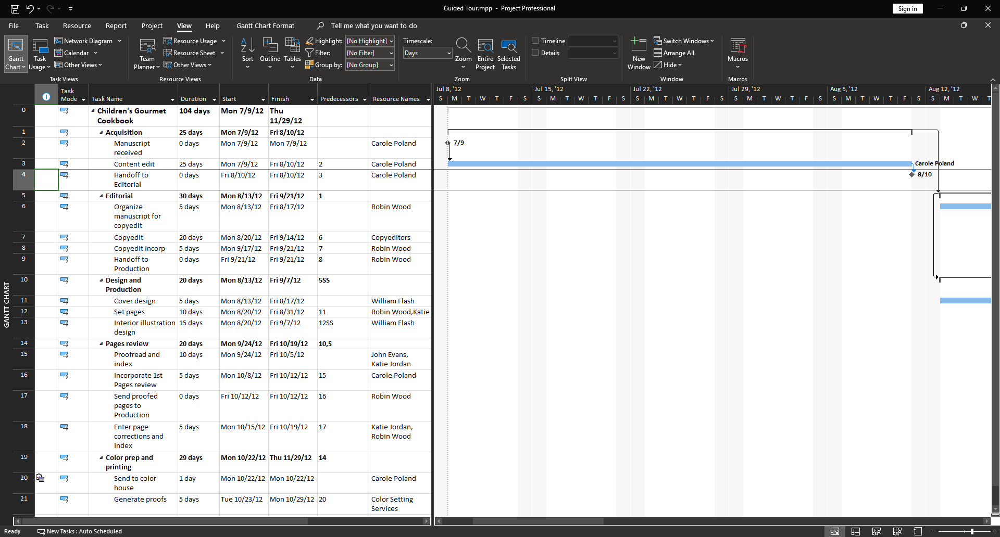 Guided Tour.mpp - Project Professional
Sign in
File Task Resource Report Project View Help Gantt Chart Format Tell me what you want to do
Gantt Chart
Task Usage
Network Diagram
Calendar
Other Views
Task Views
Team Planner
Resource Usage
Resource Sheet
Other Views
Resource Views
Sort
Outline
Tables
Highlight: [No Highlight]
Filter: [No Filter]
Group by: [No Group]
Data
Timescale:
Days
Zoom
Entire Project
Selected Tasks
Zoom
Timeline
Details
Split View
New Window
Switch Windows
Arrange All
Hide
Window
Macros
Macros
Task Mode Task Name Duration Start Finish Predecessors Resource Names
Jul 8, '12 Jul 15, '12 Jul 22, '12 Jul 29, '12 Aug 5, '12 Aug 12, '12
S M T W T F S S M T W T F S S M T W T F S S M T W T F S S M T W T F S S M T W T
0 Children's Gourmet Cookbook 104 days Mon 7/9/12 Thu 11/29/12
1 Acquisition 25 days Mon 7/9/12 Fri 8/10/12
2 Manuscript received 0 days Mon 7/9/12 Mon 7/9/12 Carole Poland
7/9
3 Content edit 25 days Mon 7/9/12 Fri 8/10/12 2 Carole Poland
Carole Poland
4 Handoff to Editorial 0 days Fri 8/10/12 Fri 8/10/12 3 Carole Poland
8/10
5 Editorial 30 days Mon 8/13/12 Fri 9/21/12 1
6 Organize manuscript for copyedit 5 days Mon 8/13/12 Fri 8/17/12 Robin Wood
7 Copyedit 20 days Mon 8/20/12 Fri 9/14/12 6 Copyeditors
8 Copyedit incorp 5 days Mon 9/17/12 Fri 9/21/12 7 Robin Wood
9 Handoff to Production 0 days Fri 9/21/12 Fri 9/21/12 8 Robin Wood
10 Design and Production 20 days Mon 8/13/12 Fri 9/7/12 5SS
11 Cover design 5 days Mon 8/13/12 Fri 8/17/12 William Flash
12 Set pages 10 days Mon 8/20/12 Fri 8/31/12 11 Robin Wood,Katie
13 Interior illustration design 15 days Mon 8/20/12 Fri 9/7/12 12SS William Flash
14 Pages review 20 days Mon 9/24/12 Fri 10/19/12 10,5
15 Proofread and index 10 days Mon 9/24/12 Fri 10/5/12 John Evans, Katie Jordan
16 Incorporate 1st Pages review 5 days Mon 10/8/12 Fri 10/12/12 15 Carole Poland
17 Send proofed pages to Production 0 days Fri 10/12/12 Fri 10/12/12 16 Robin Wood
18 Enter page corrections and index 5 days Mon 10/15/12 Fri 10/19/12 17 Katie Jordan, Robin Wood
19 Color prep and printing 29 days Mon 10/22/12 Thu 11/29/12 14
20 Send to color house 1 day Mon 10/22/12 Mon 10/22/12 Carole Poland
21 Generate proofs 5 days Tue 10/23/12 Mon 10/29/12 20 Color Setting Services
GANTT CHART
Ready New Tasks : Auto Scheduled